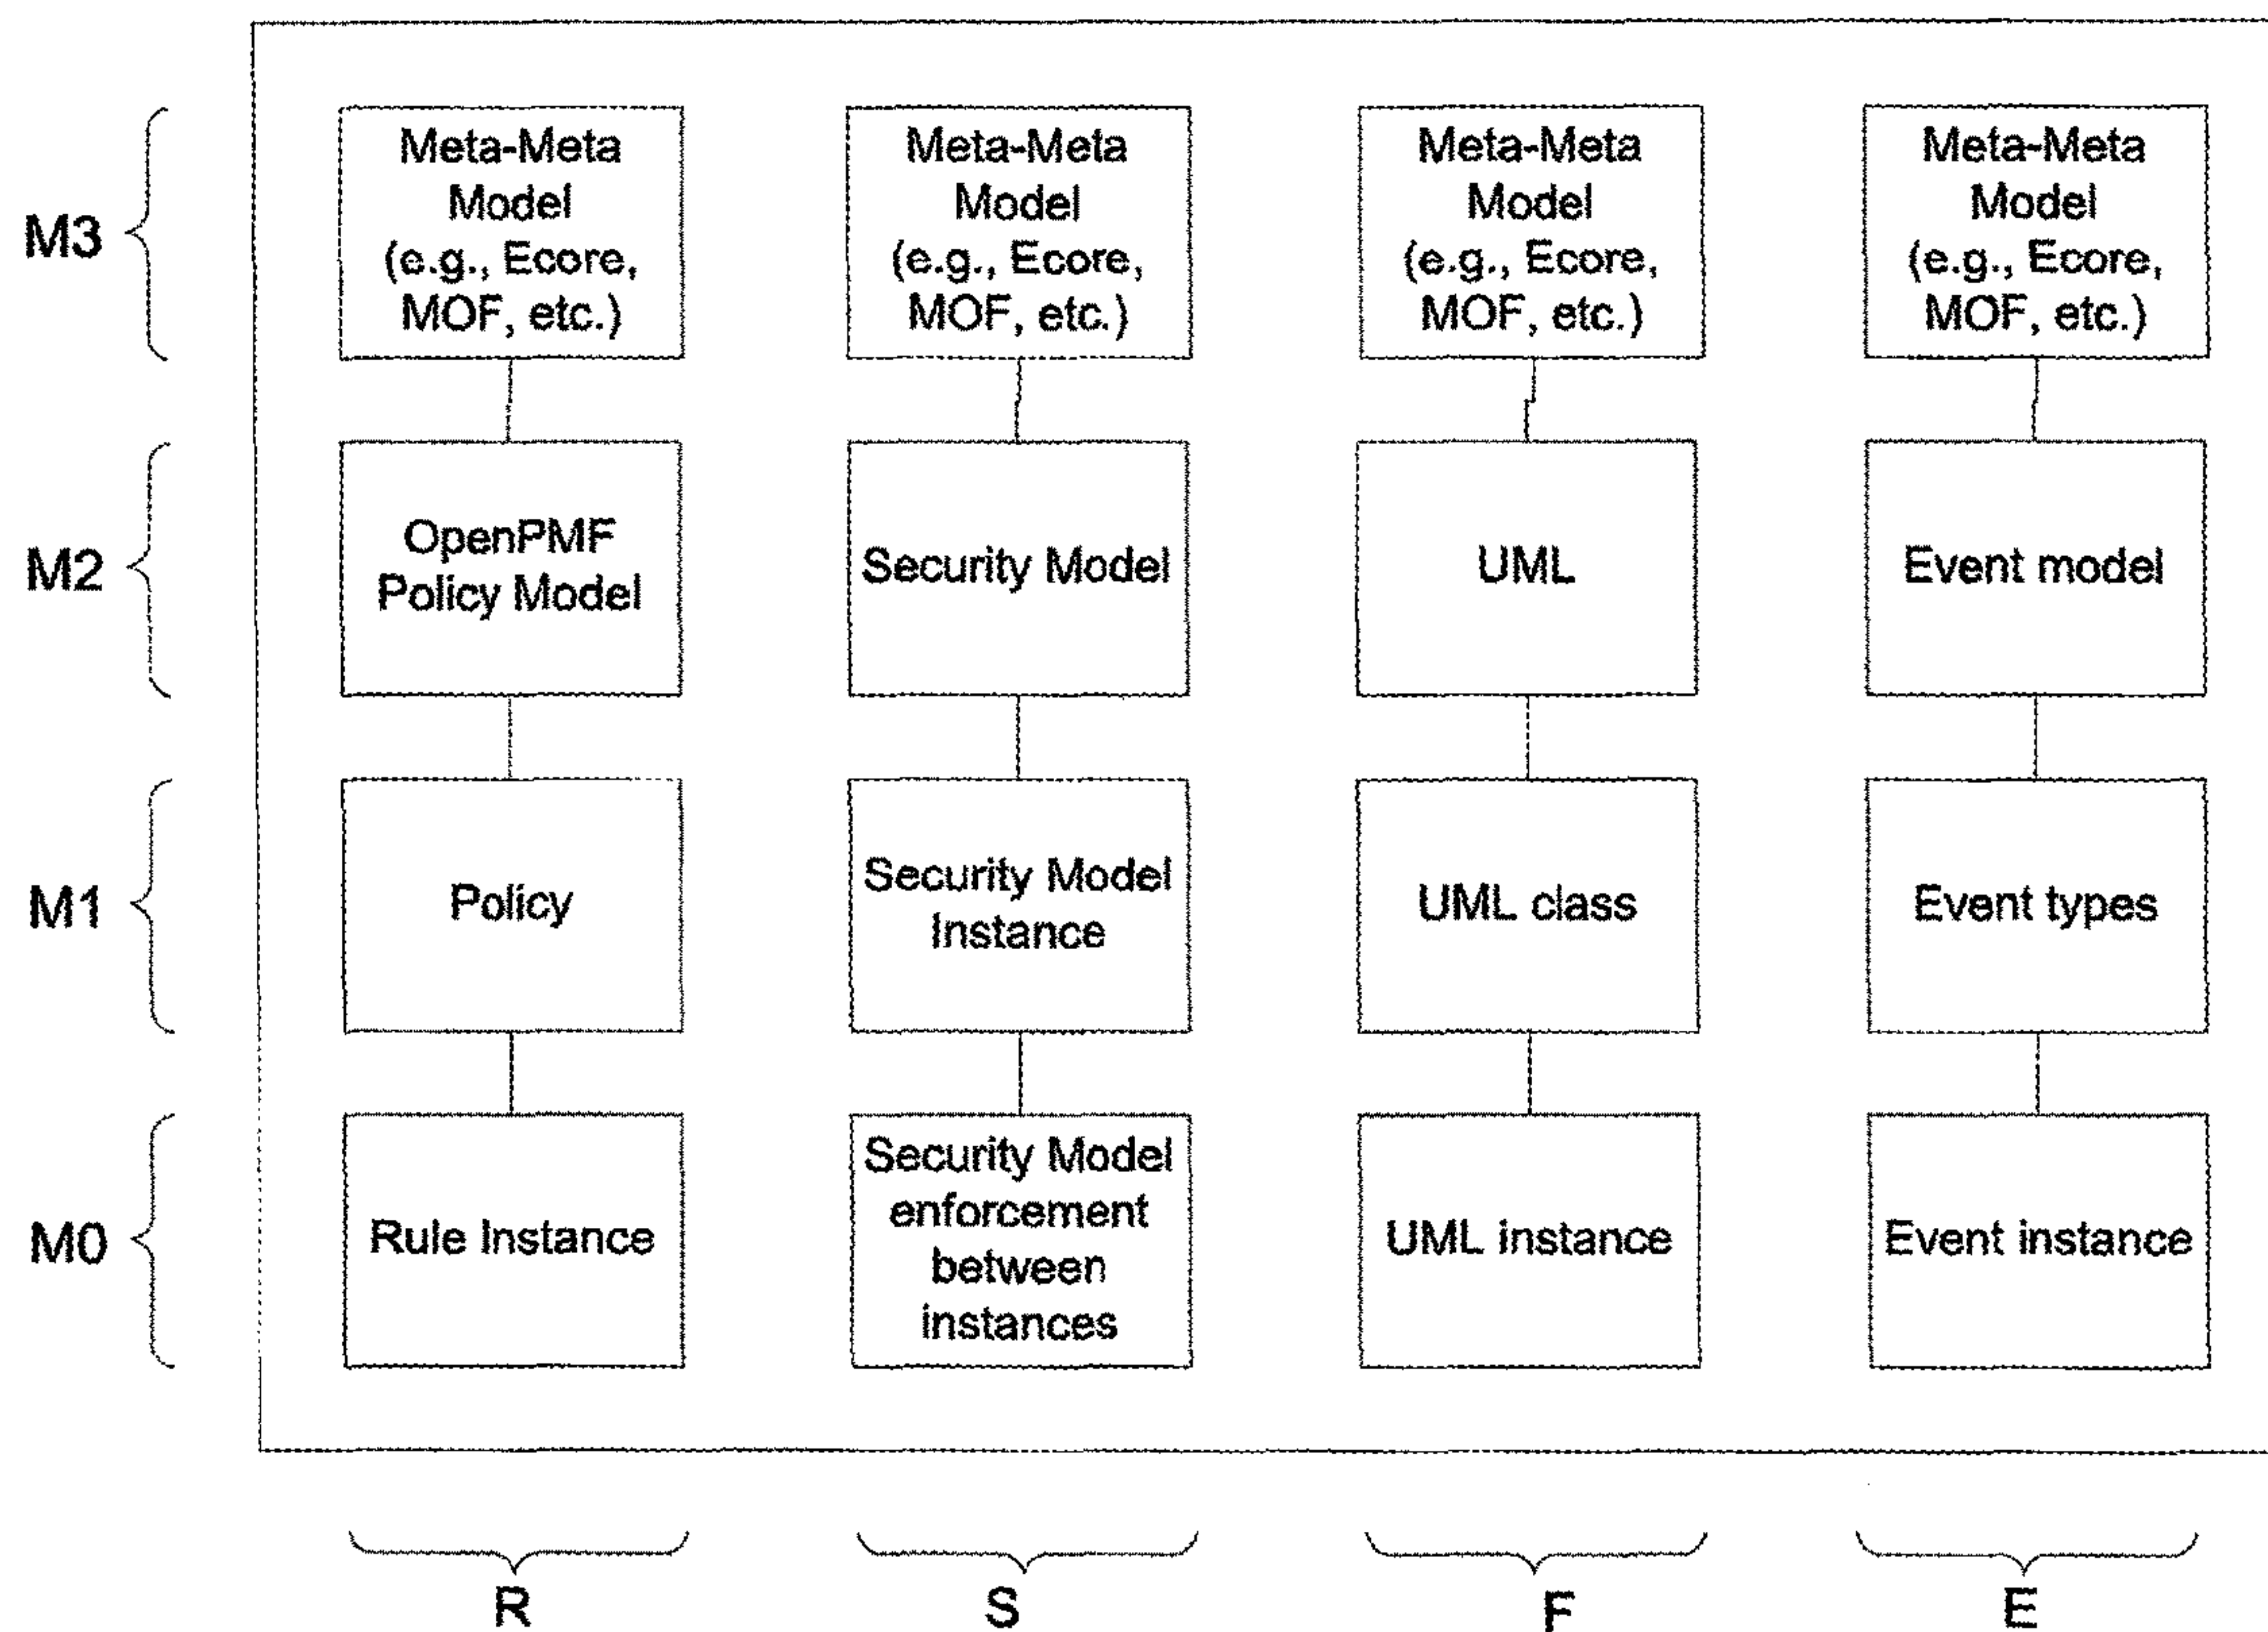 M3
Meta-Meta
Model
(e.g., Ecore,
MOF, etc.)
Meta-Meta
Model
(e.g., Ecore,
MOF, etc.)
Meta-Meta
Model
(e.g., Ecore,
MOF, etc.)
Meta-Meta
Model
(e.g., Ecore,
MOF, etc.)
M2
OpenPMF
Policy Model
Security Model
UML
Event model
M1
Policy
Security Model
Instance
UML class
Event types
M0
Rule Instance
Security Model
enforcement
between
instances
UML instance
Event instance
R
S
F
E